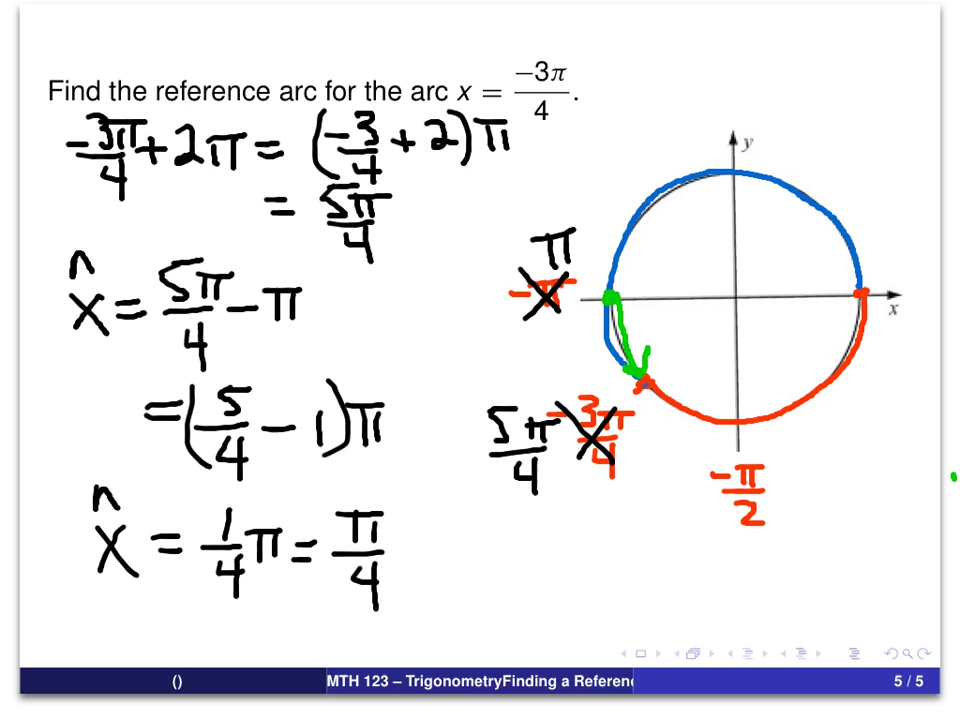 Find the reference arc for the arc x = −3π/4.
-3π/4 + 2π = (-3/4 + 2)π
= 5π/4
x̂ = 5π/4 - π
= (5/4 - 1)π
x̂ = 1/4 π = π/4
y
π
-π
x
5π/4
-3π/4
-π/2
()
MTH 123 – TrigonometryFinding a Referenc
5 / 5